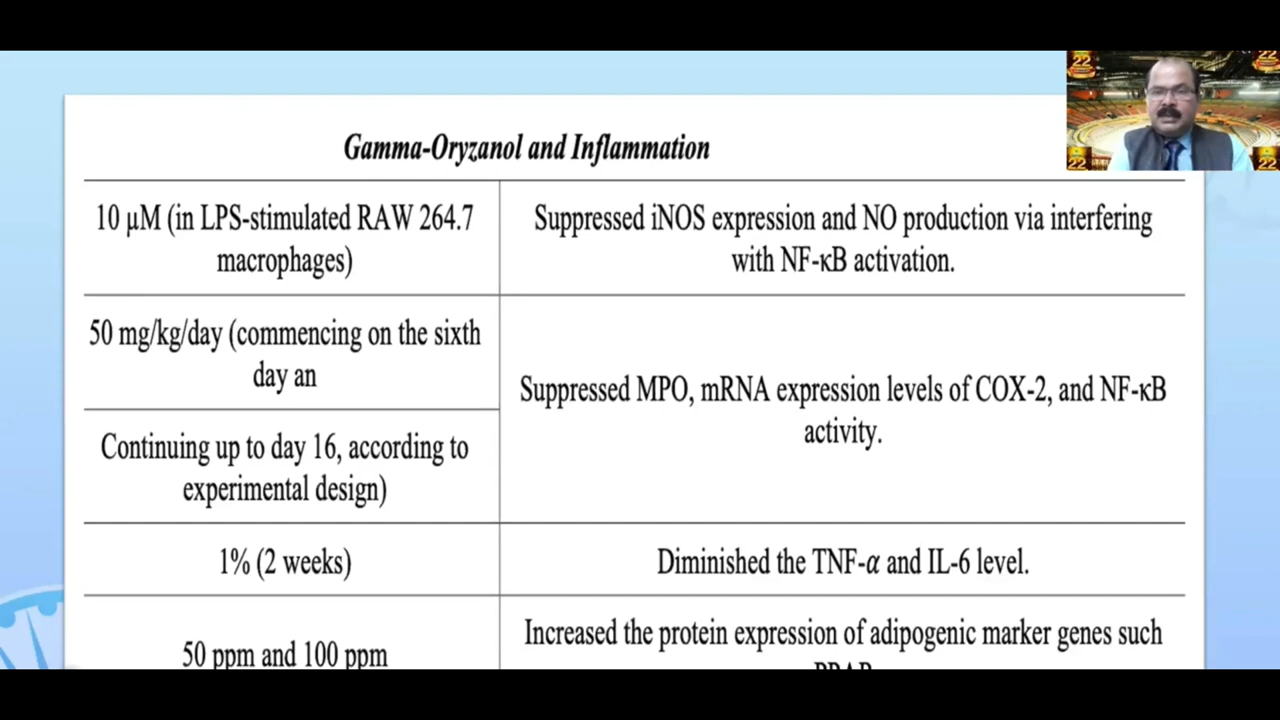 22
22
Gamma-Oryzanol and Inflammation
10 μM (in LPS-stimulated RAW 264.7
macrophages)
Suppressed iNOS expression and NO production via interfering
with NF-κB activation.
50 mg/kg/day (commencing on the sixth
day an
Continuing up to day 16, according to
experimental design)
Suppressed MPO, mRNA expression levels of COX-2, and NF-κB
activity.
1% (2 weeks)
Diminished the TNF-α and IL-6 level.
50 ppm and 100 ppm
Increased the protein expression of adipogenic marker genes such
22
22